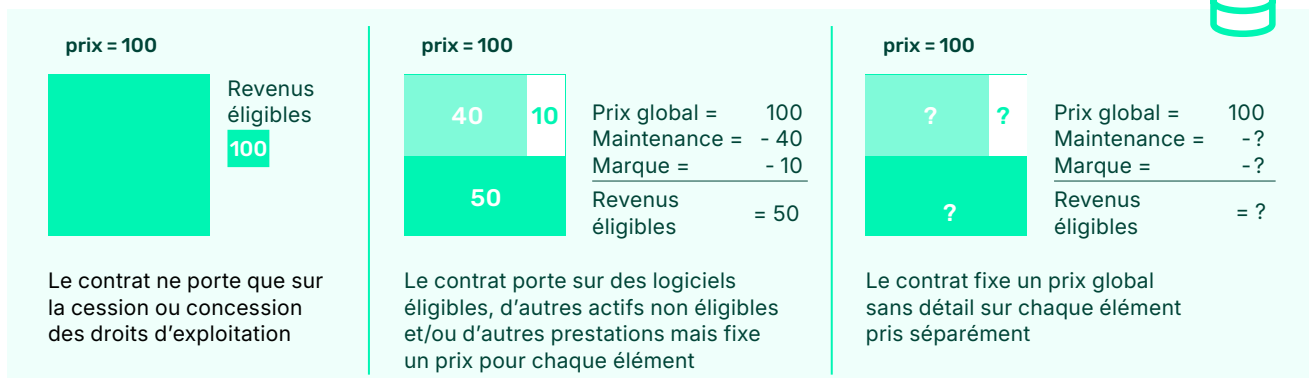 prix = 100
Revenus
éligibles
100
Le contrat ne porte que sur
la cession ou concession
des droits d'exploitation
prix = 100
40 10
50
Prix global = 100
Maintenance = - 40
Marque = - 10
Revenus
éligibles = 50
Le contrat porte sur des logiciels
éligibles, d'autres actifs non éligibles
et/ou d'autres prestations mais fixe
un prix pour chaque élément
prix = 100
? ?
?
Prix global = 100
Maintenance = - ?
Marque = - ?
Revenus
éligibles = ?
Le contrat fixe un prix global
sans détail sur chaque élément
pris séparément